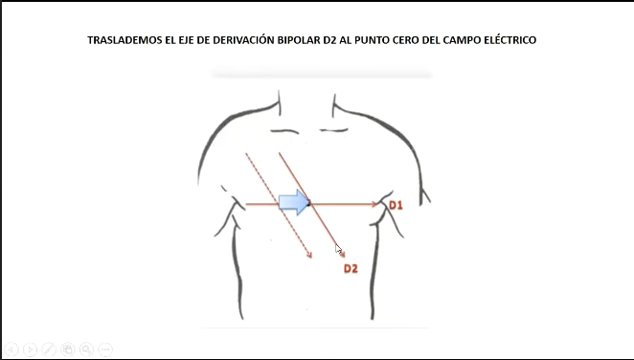 TRASLADEMOS EL EJE DE DERIVACIÓN BIPOLAR D2 AL PUNTO CERO DEL CAMPO ELÉCTRICO
D1
D2